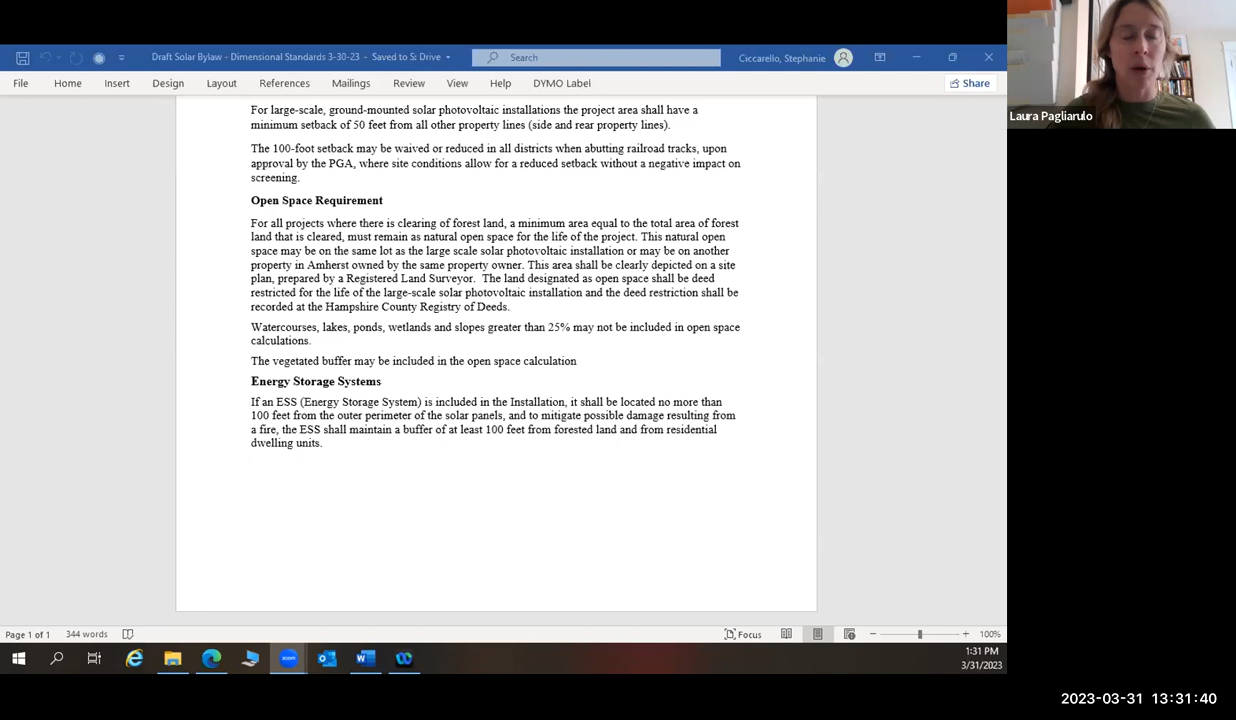 Draft Solar Bylaw - Dimensional Standards 3-30-23 - Saved to S: Drive
Search
Ciccarello, Stephanie
File Home Insert Design Layout References Mailings Review View Help DYMO Label
Share
Laura Pagliarulo
For large-scale, ground-mounted solar photovoltaic installations the project area shall have a
minimum setback of 50 feet from all other property lines (side and rear property lines).
The 100-foot setback may be waived or reduced in all districts when abutting railroad tracks, upon
approval by the PGA, where site conditions allow for a reduced setback without a negative impact on
screening.
Open Space Requirement
For all projects where there is clearing of forest land, a minimum area equal to the total area of forest
land that is cleared, must remain as natural open space for the life of the project. This natural open
space may be on the same lot as the large scale solar photovoltaic installation or may be on another
property in Amherst owned by the same property owner. This area shall be clearly depicted on a site
plan, prepared by a Registered Land Surveyor. The land designated as open space shall be deed
restricted for the life of the large-scale solar photovoltaic installation and the deed restriction shall be
recorded at the Hampshire County Registry of Deeds.
Watercourses, lakes, ponds, wetlands and slopes greater than 25% may not be included in open space
calculations.
The vegetated buffer may be included in the open space calculation
Energy Storage Systems
If an ESS (Energy Storage System) is included in the Installation, it shall be located no more than
100 feet from the outer perimeter of the solar panels, and to mitigate possible damage resulting from
a fire, the ESS shall maintain a buffer of at least 100 feet from forested land and from residential
dwelling units.
Page 1 of 1 344 words
Focus
100%
zoom
1:31 PM
3/31/2023
2023-03-31 13:31:40